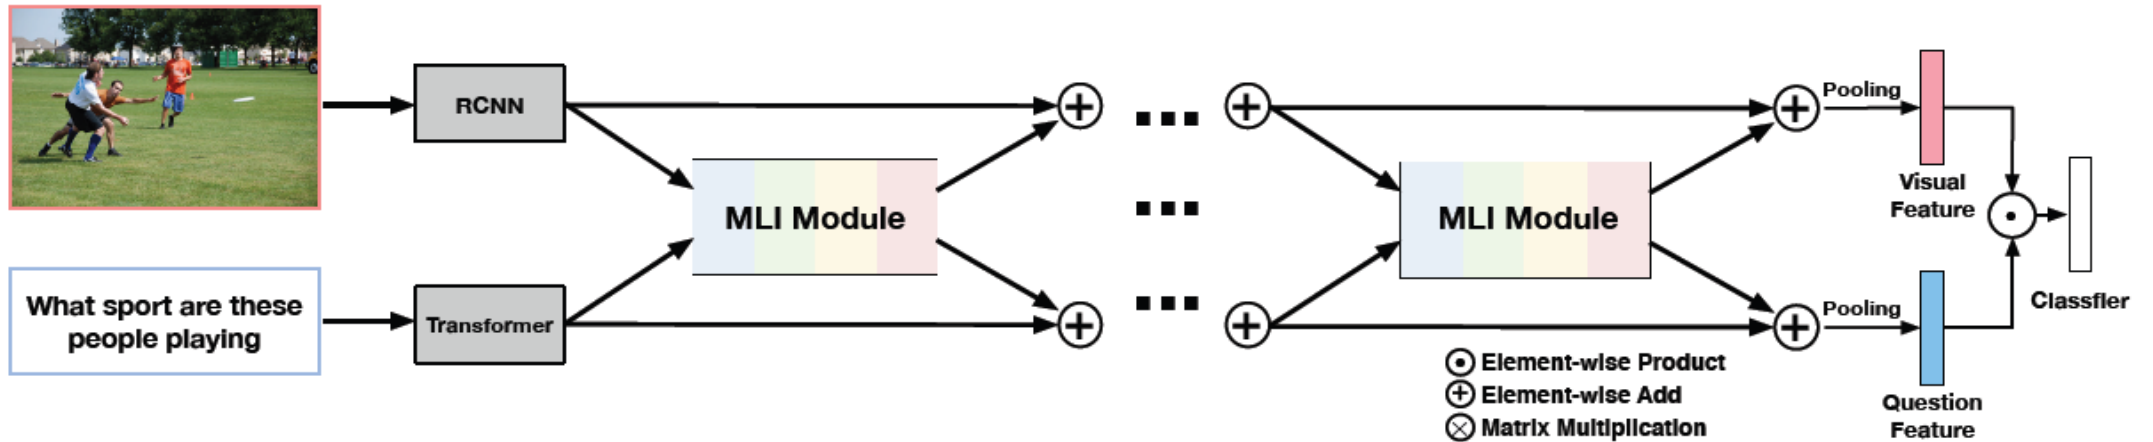 RCNN
MLI Module
MLI Module
Pooling
Visual
Feature
What sport are these
people playing
Transformer
Pooling
Classfier
Question
Feature
Element-wise Product
Element-wise Add
Matrix Multiplication